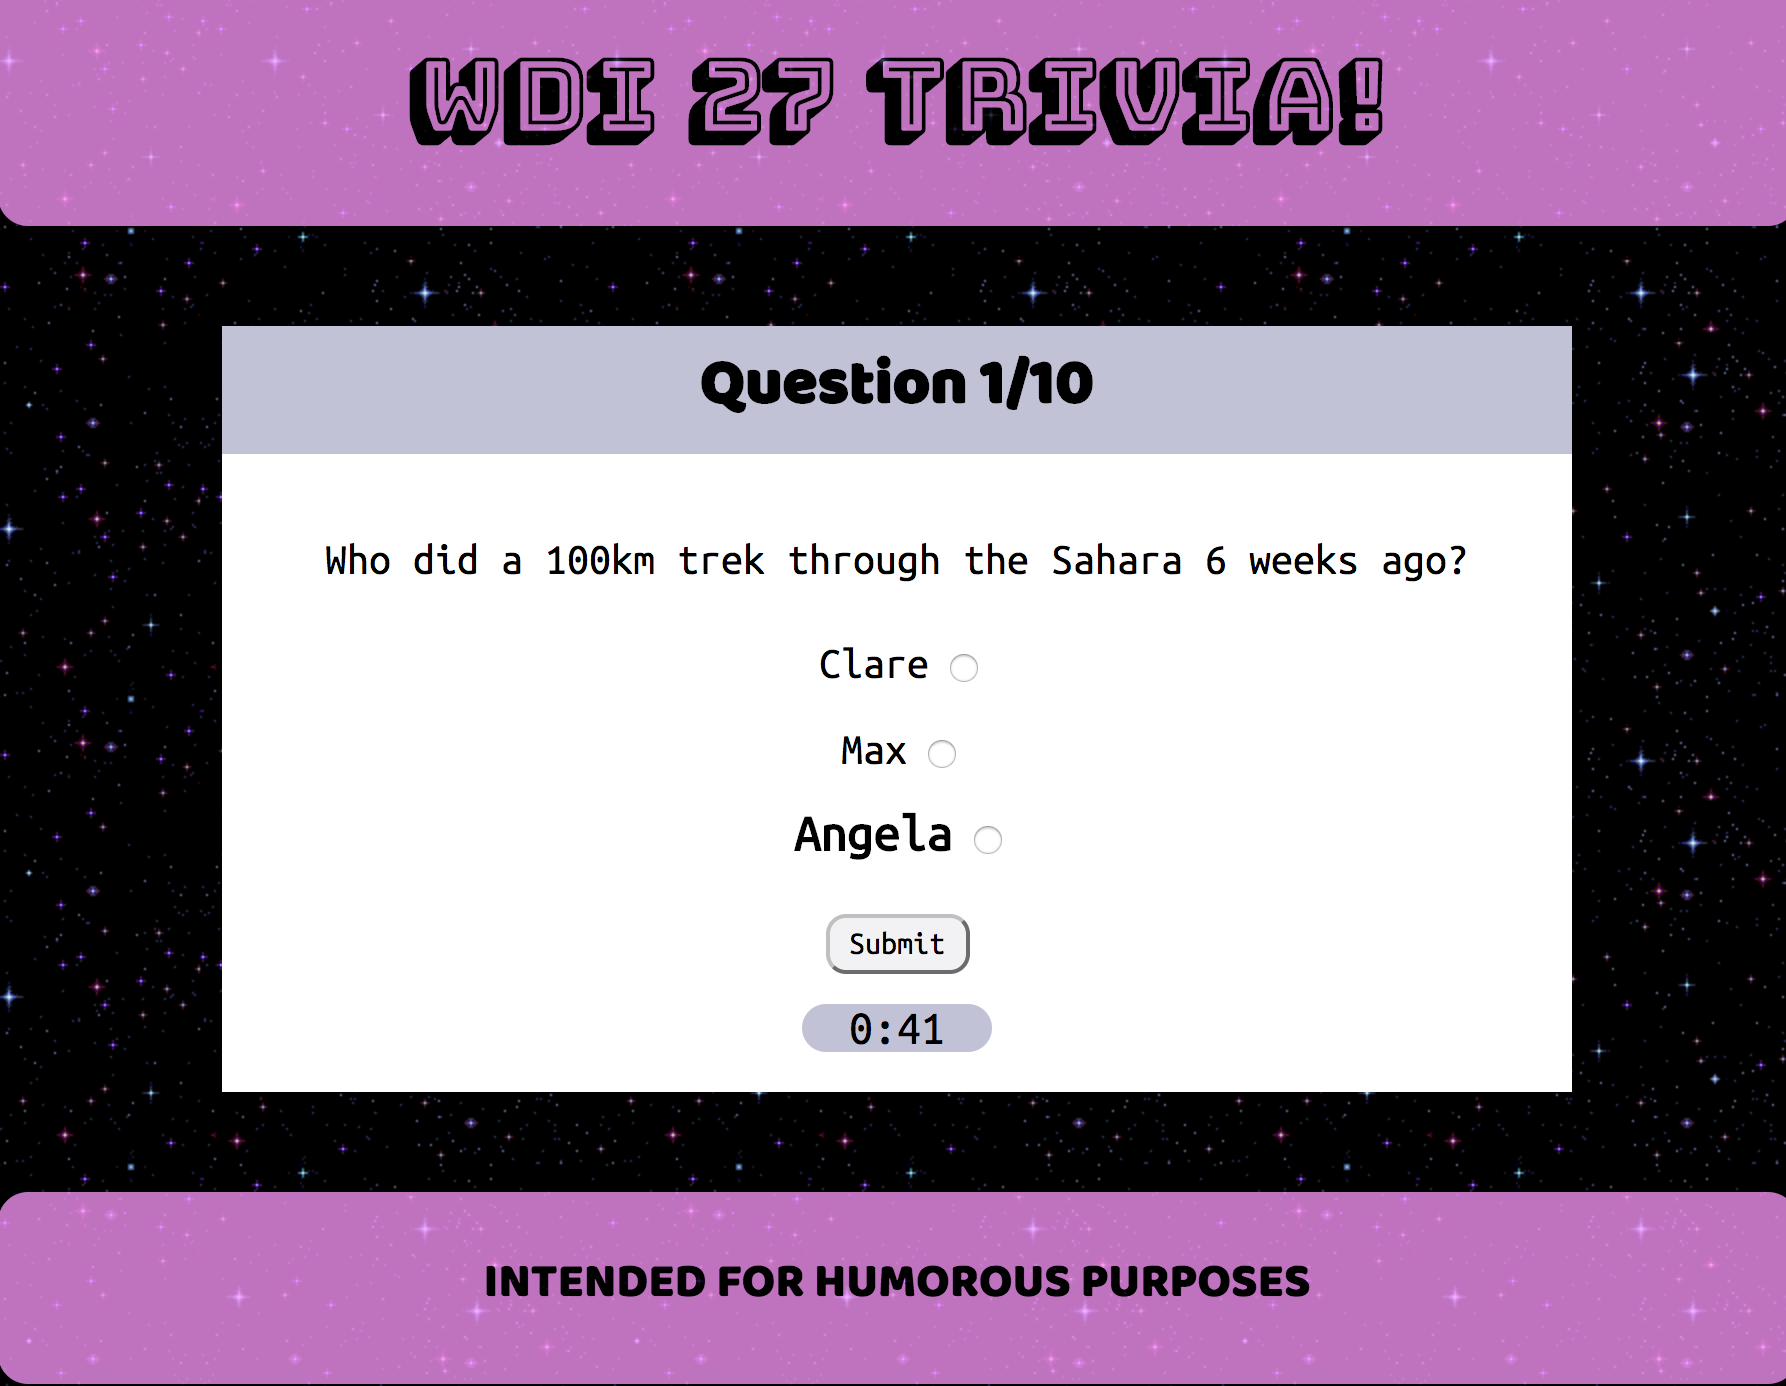 WDI 27 TRIVIA!
Question 1/10
Who did a 100km trek through the Sahara 6 weeks ago?
Clare
Max
Angela
Submit
0:41
INTENDED FOR HUMOROUS PURPOSES